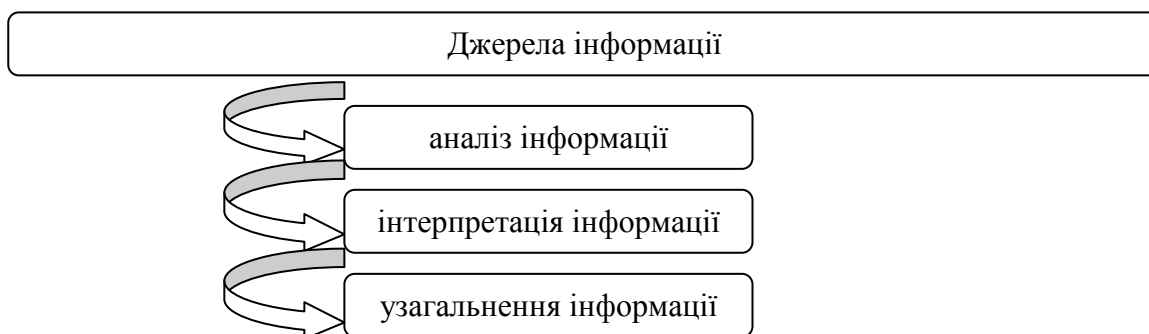 Джерела інформації
аналіз інформації
інтерпретація інформації
узагальнення інформації